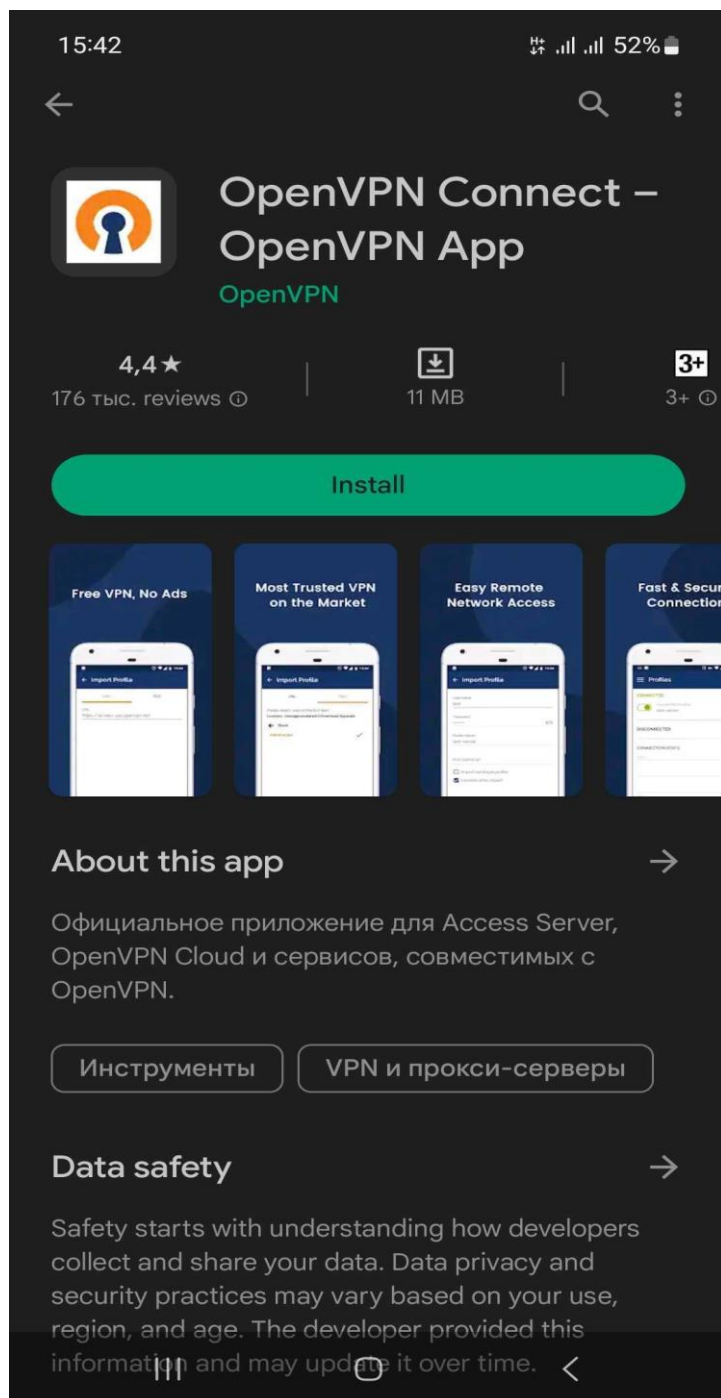 15:42
H+ 52%
OpenVPN Connect –
OpenVPN App
OpenVPN
4,4★
176 тыс. reviews
11 MB
3+
3+
Install
Free VPN, No Ads
Most Trusted VPN
on the Market
Easy Remote
Network Access
Fast & Secur
Connection
Import Profile
Import Profile
Import Profile
Profiles
About this app
Официальное приложение для Access Server,
OpenVPN Cloud и сервисов, совместимых с
OpenVPN.
Инструменты
VPN и прокси-серверы
Data safety
Safety starts with understanding how developers
collect and share your data. Data privacy and
security practices may vary based on your use,
region, and age. The developer provided this
information and may update it over time.